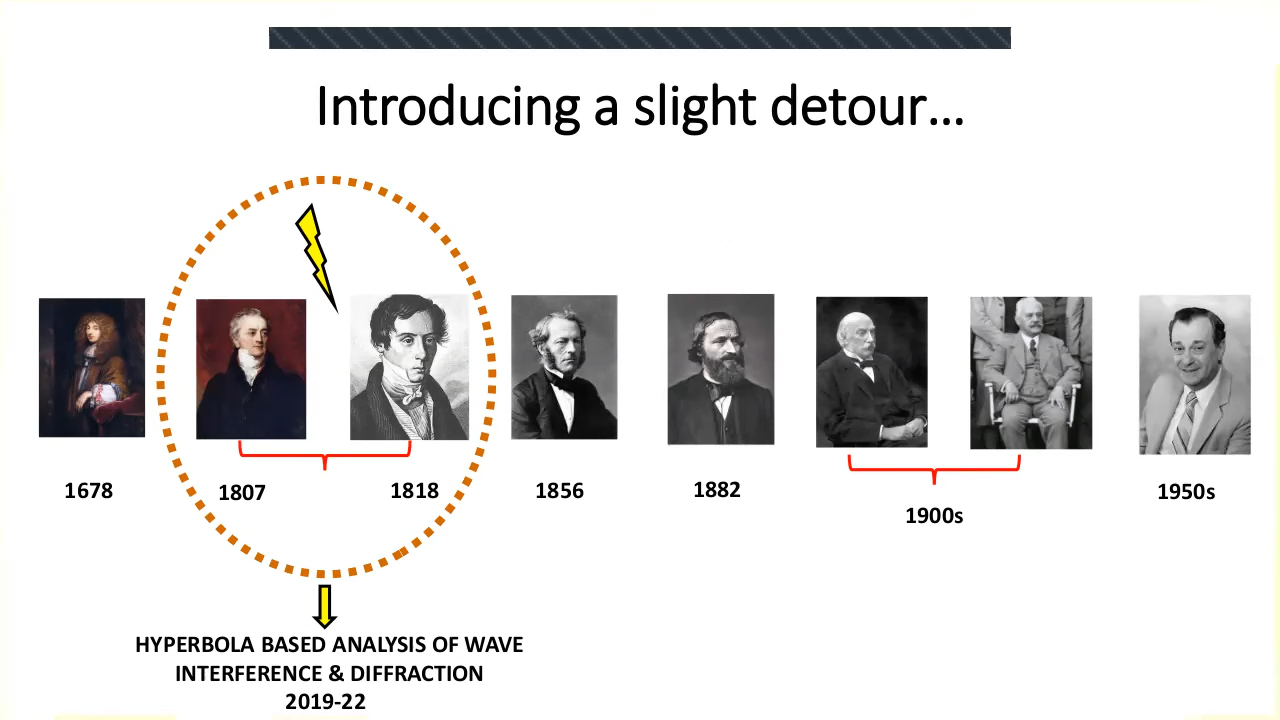 Introducing a slight detour…
1678
1807
1818
1856
1882
1900s
1950s
HYPERBOLA BASED ANALYSIS OF WAVE
INTERFERENCE & DIFFRACTION
2019-22